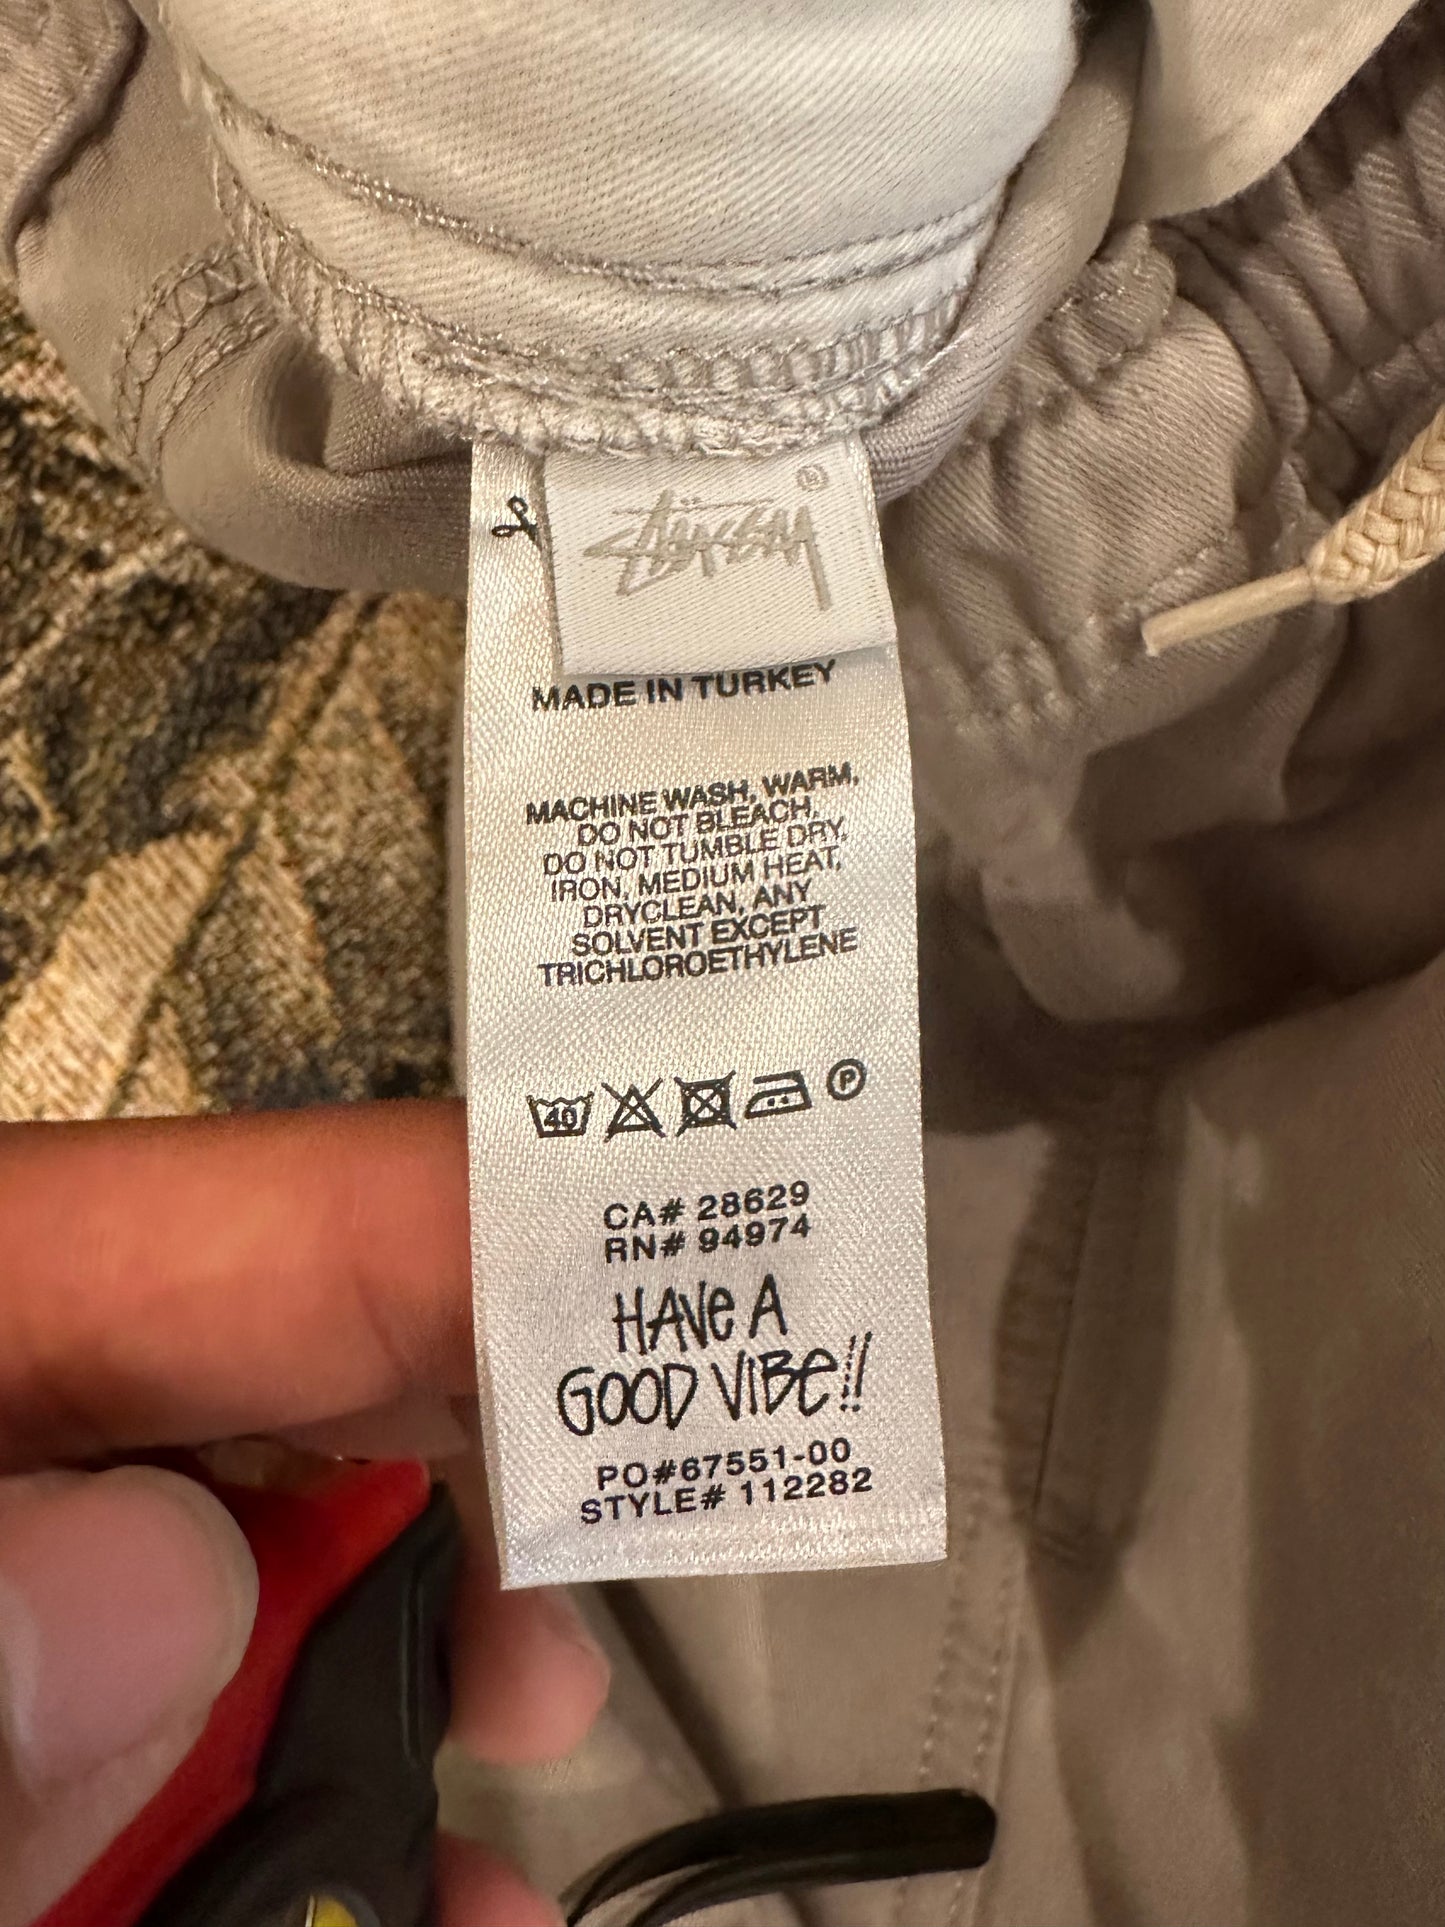 STÜSSY ®
MADE IN TURKEY
MACHINE WASH, WARM,
DO NOT BLEACH,
DO NOT TUMBLE DRY,
IRON, MEDIUM HEAT,
DRYCLEAN, ANY
SOLVENT EXCEPT
TRICHLOROETHYLENE
40 P
CA# 28629
RN# 94974
HAVE A
GOOD VIBE!!
PO#67551-00
STYLE# 112282